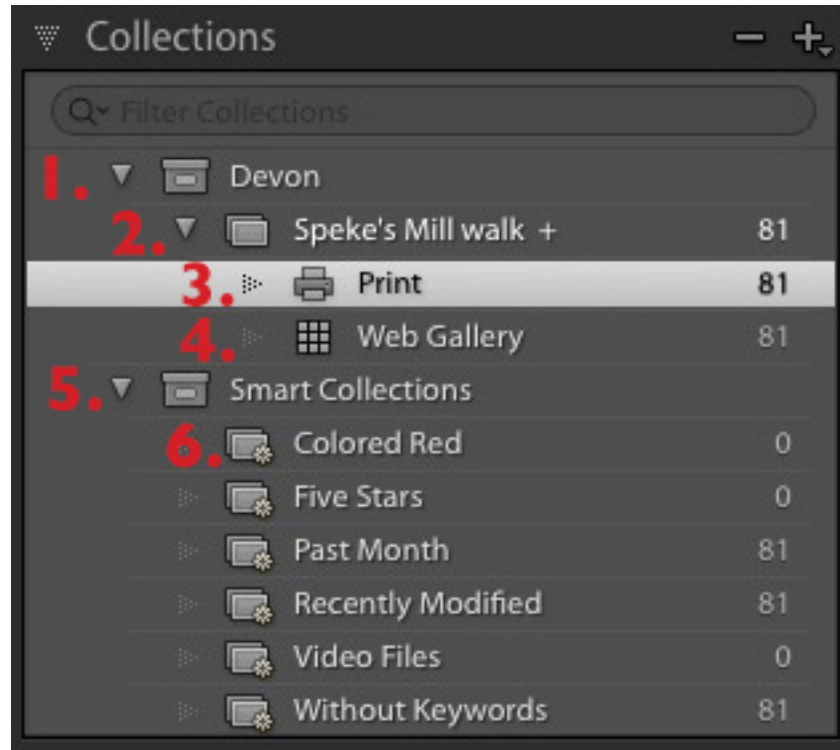 Collections
Filter Collections
1. Devon
2. Speke's Mill walk + 81
3. Print 81
4. Web Gallery 81
5. Smart Collections
6. Colored Red 0
Five Stars 0
Past Month 81
Recently Modified 81
Video Files 0
Without Keywords 81